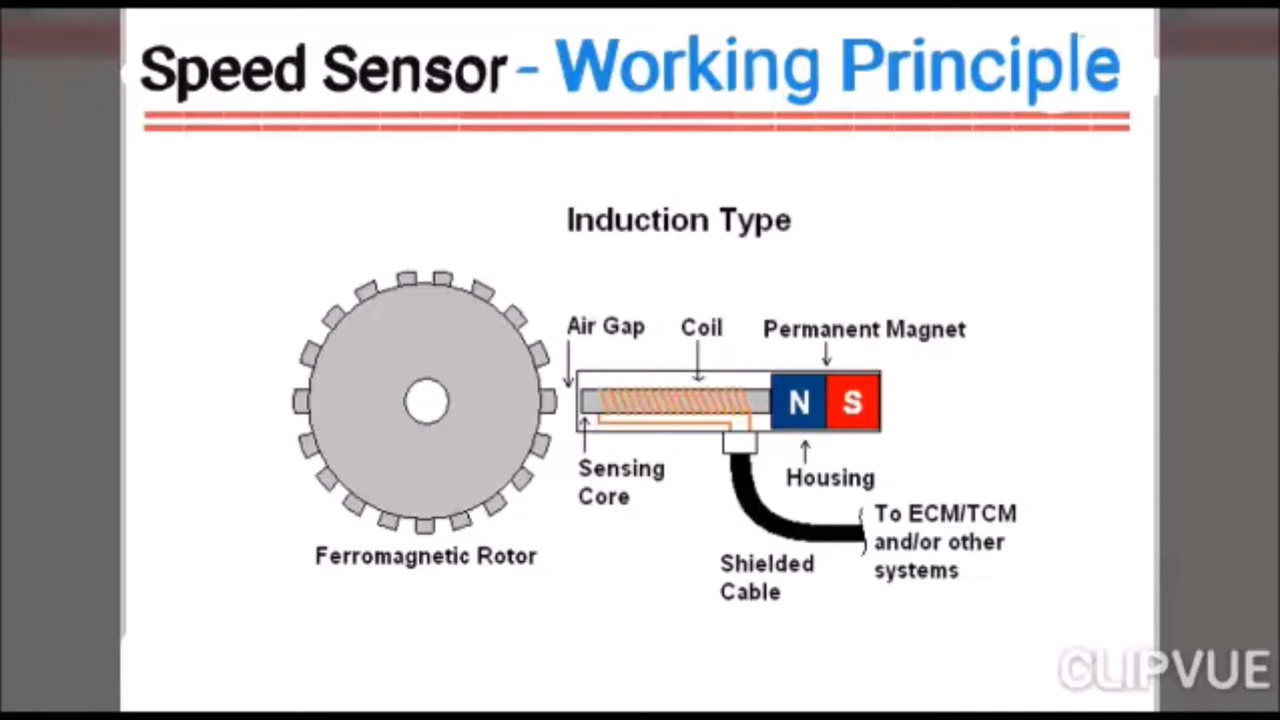 Speed Sensor - Working Principle
Induction Type
Air Gap
Coil
Permanent Magnet
N
S
Sensing
Core
Housing
To ECM/TCM
and/or other
systems
Ferromagnetic Rotor
Shielded
Cable
CLIPVUE